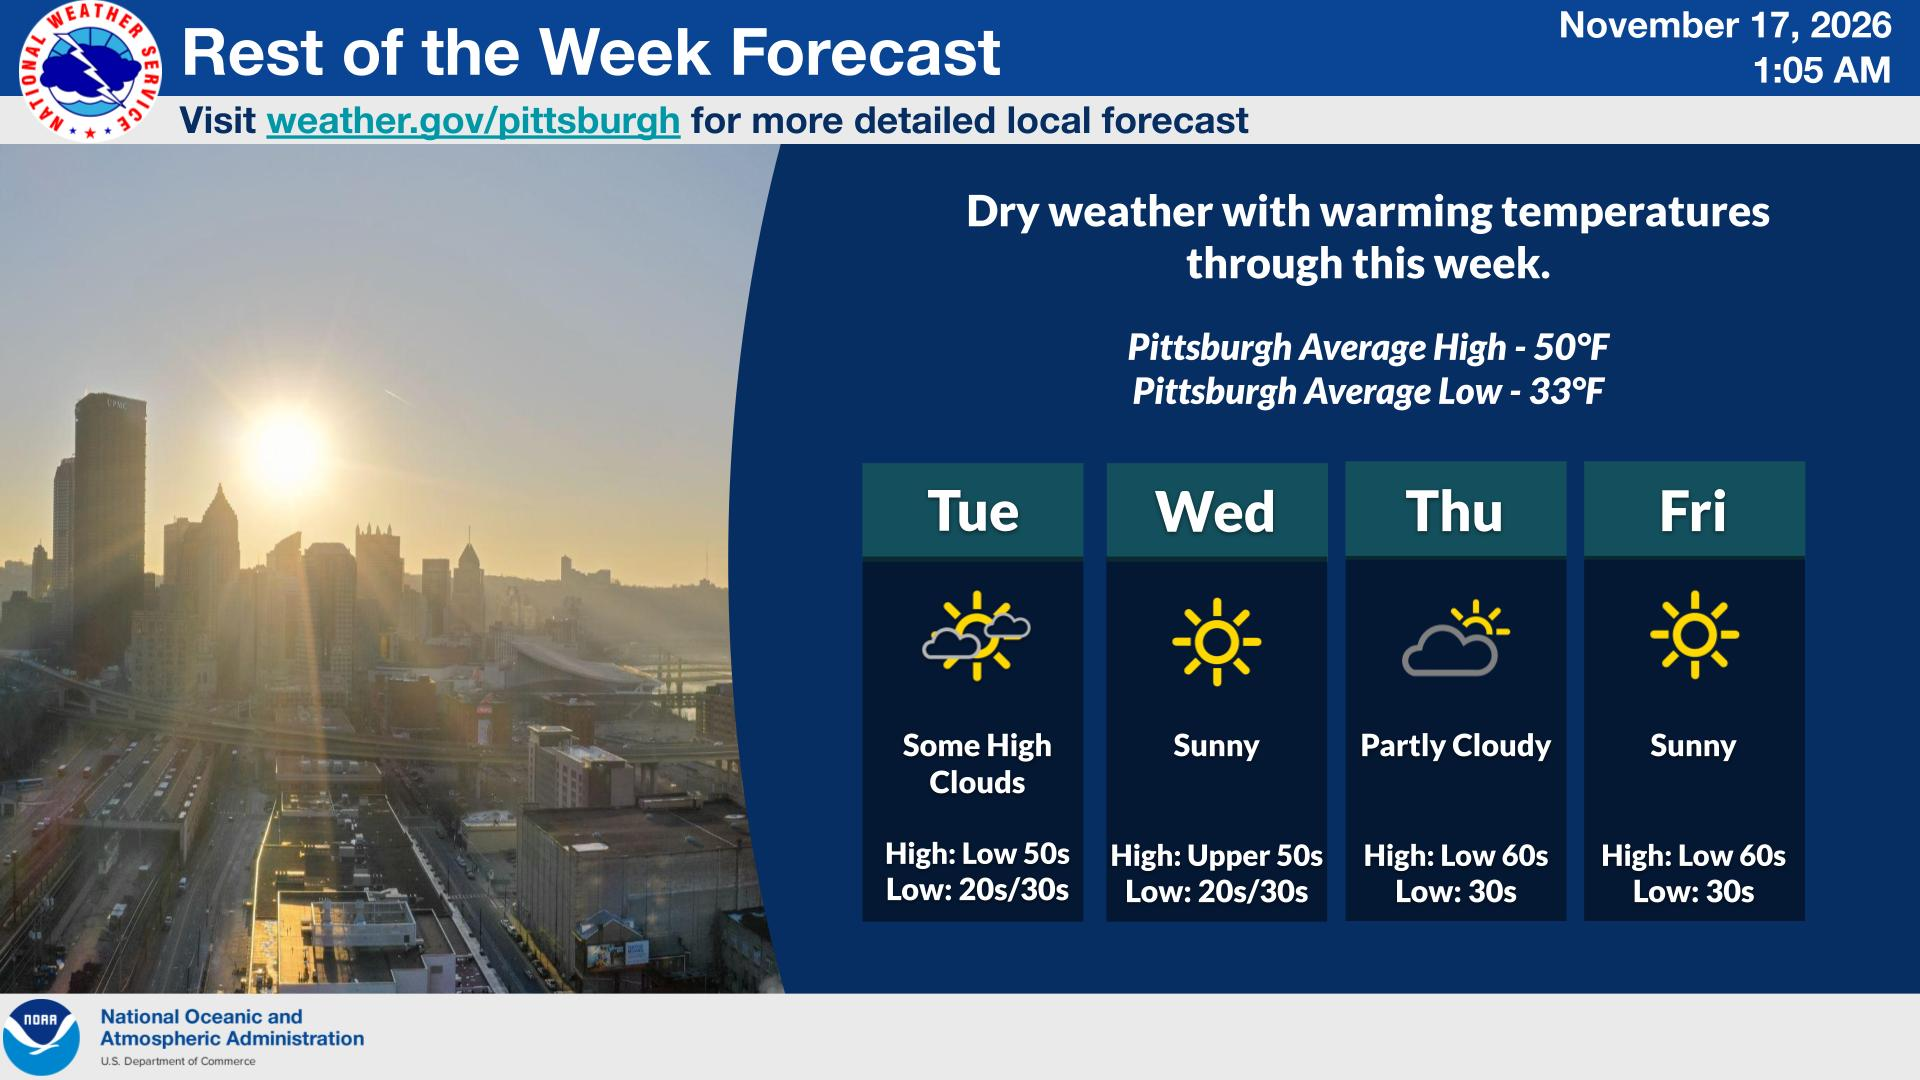 NATIONAL WEATHER SERVICE
Rest of the Week Forecast
November 17, 2026
1:05 AM
Visit weather.gov/pittsburgh for more detailed local forecast
UPMC
Dry weather with warming temperatures
through this week.
Pittsburgh Average High - 50°F
Pittsburgh Average Low - 33°F
Tue
Some High
Clouds
High: Low 50s
Low: 20s/30s
Wed
Sunny
High: Upper 50s
Low: 20s/30s
Thu
Partly Cloudy
High: Low 60s
Low: 30s
Fri
Sunny
High: Low 60s
Low: 30s
NOAA
National Oceanic and
Atmospheric Administration
U.S. Department of Commerce